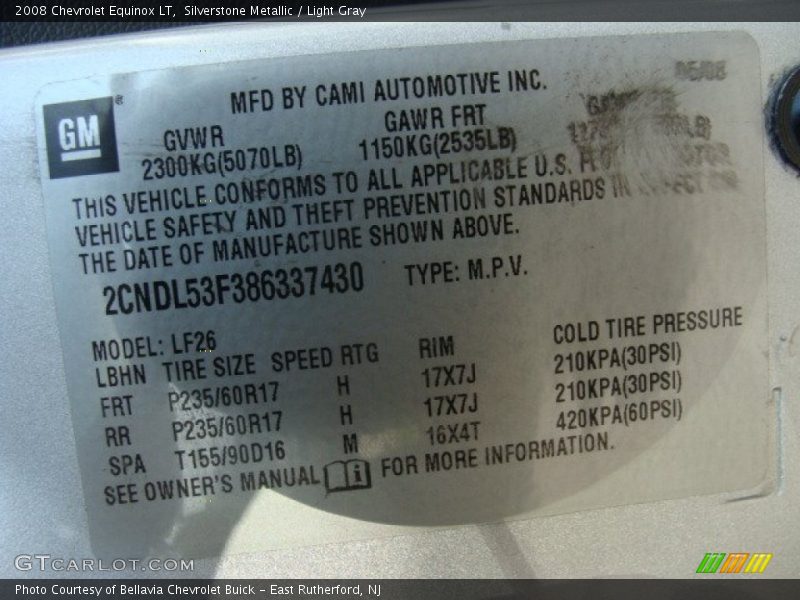 2008 Chevrolet Equinox LT, Silverstone Metallic / Light Gray
GM
MFD BY CAMI AUTOMOTIVE INC.
GVWR GAWR FRT
2300KG(5070LB) 1150KG(2535LB)
THIS VEHICLE CONFORMS TO ALL APPLICABLE U.S.
VEHICLE SAFETY AND THEFT PREVENTION STANDARDS IN
THE DATE OF MANUFACTURE SHOWN ABOVE.
2CNDL53F386337430 TYPE: M.P.V.
MODEL: LF26
LBHN TIRE SIZE SPEED RTG RIM COLD TIRE PRESSURE
FRT P235/60R17 H 17X7J 210KPA(30PSI)
RR P235/60R17 H 17X7J 210KPA(30PSI)
SPA T155/90D16 M 16X4T 420KPA(60PSI)
SEE OWNER'S MANUAL i FOR MORE INFORMATION.
GTCARLOT.COM
Photo Courtesy of Bellavia Chevrolet Buick - East Rutherford, NJ